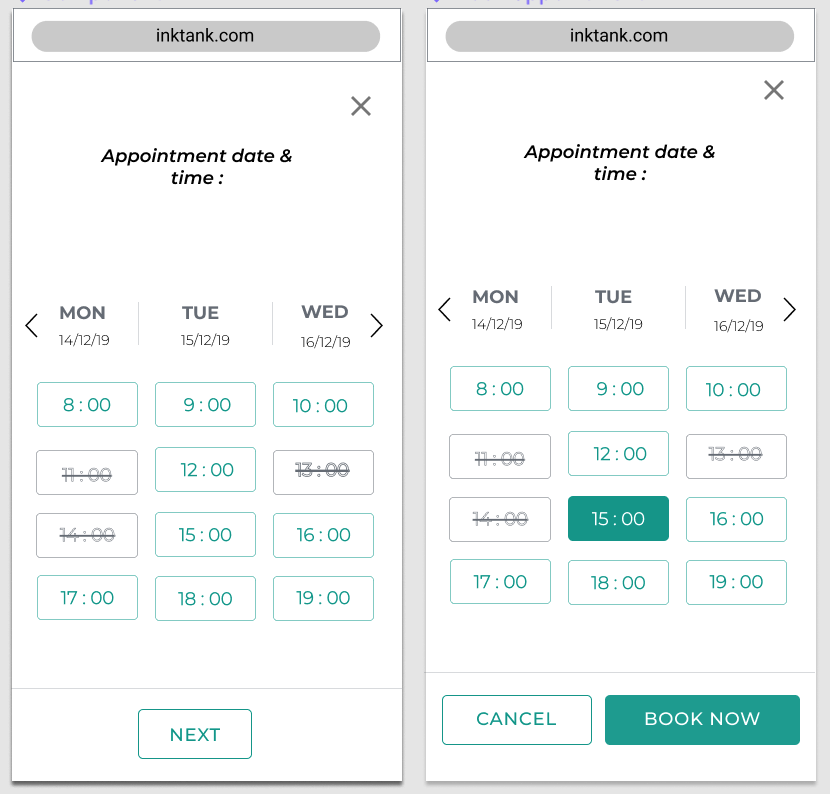 inktank.com
Appointment date &
time :
MON TUE WED
14/12/19 15/12/19 16/12/19
8 : 00 9 : 00 10 : 00
11 : 00 12 : 00 13 : 00
14 : 00 15 : 00 16 : 00
17 : 00 18 : 00 19 : 00
NEXT
inktank.com
Appointment date &
time :
MON TUE WED
14/12/19 15/12/19 16/12/19
8 : 00 9 : 00 10 : 00
11 : 00 12 : 00 13 : 00
14 : 00 15 : 00 16 : 00
17 : 00 18 : 00 19 : 00
CANCEL BOOK NOW